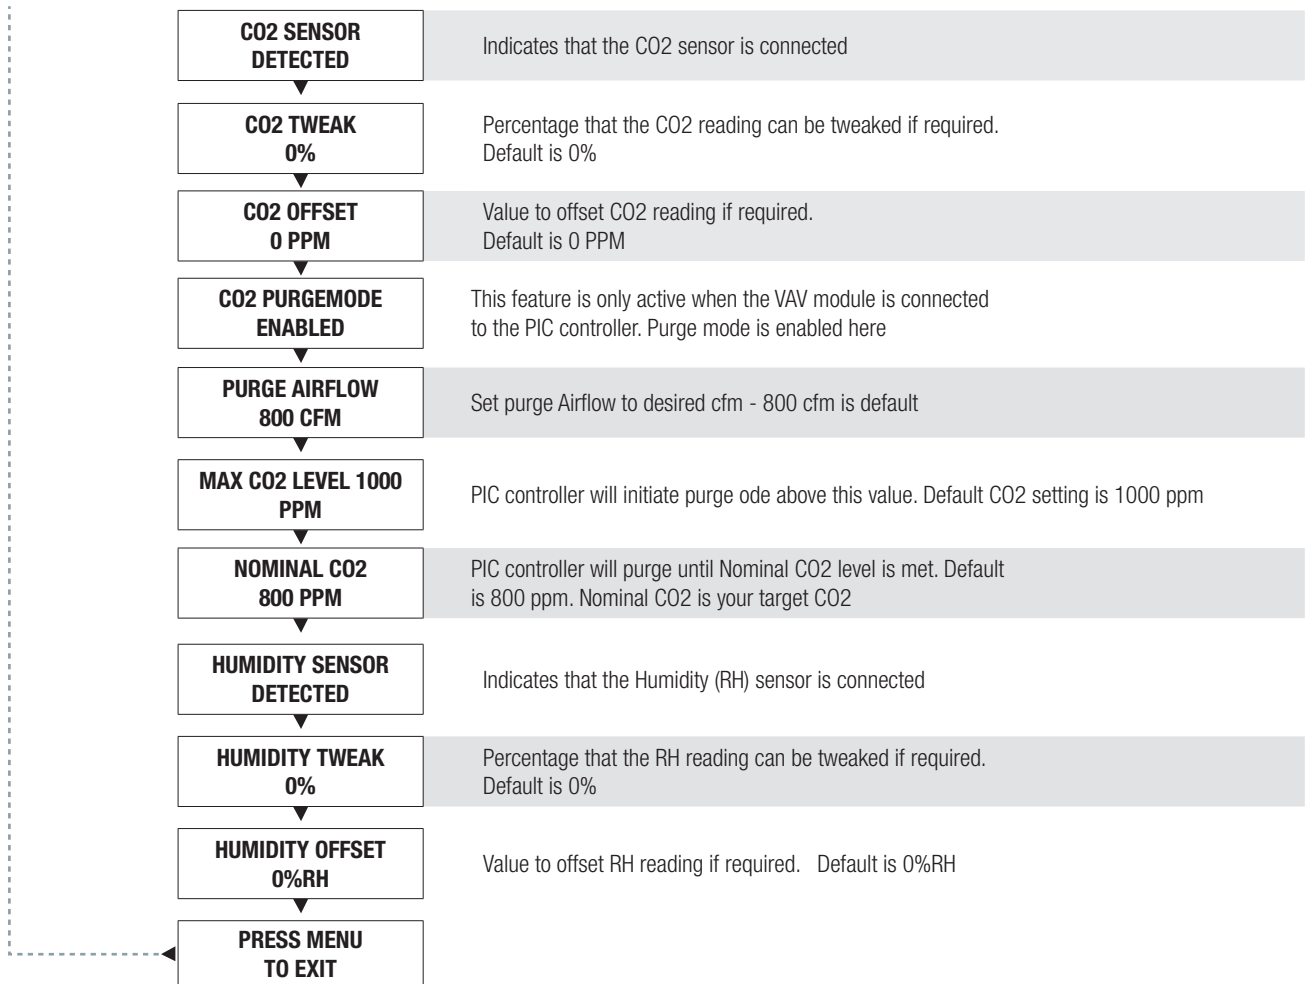 CO2 SENSOR
DETECTED
Indicates that the CO2 sensor is connected
CO2 TWEAK
0%
Percentage that the CO2 reading can be tweaked if required.
Default is 0%
CO2 OFFSET
0 PPM
Value to offset CO2 reading if required.
Default is 0 PPM
CO2 PURGEMODE
ENABLED
This feature is only active when the VAV module is connected
to the PIC controller. Purge mode is enabled here
PURGE AIRFLOW
800 CFM
Set purge Airflow to desired cfm - 800 cfm is default
MAX CO2 LEVEL 1000
PPM
PIC controller will initiate purge ode above this value. Default CO2 setting is 1000 ppm
NOMINAL CO2
800 PPM
PIC controller will purge until Nominal CO2 level is met. Default
is 800 ppm. Nominal CO2 is your target CO2
HUMIDITY SENSOR
DETECTED
Indicates that the Humidity (RH) sensor is connected
HUMIDITY TWEAK
0%
Percentage that the RH reading can be tweaked if required.
Default is 0%
HUMIDITY OFFSET
0%RH
Value to offset RH reading if required. Default is 0%RH
PRESS MENU
TO EXIT